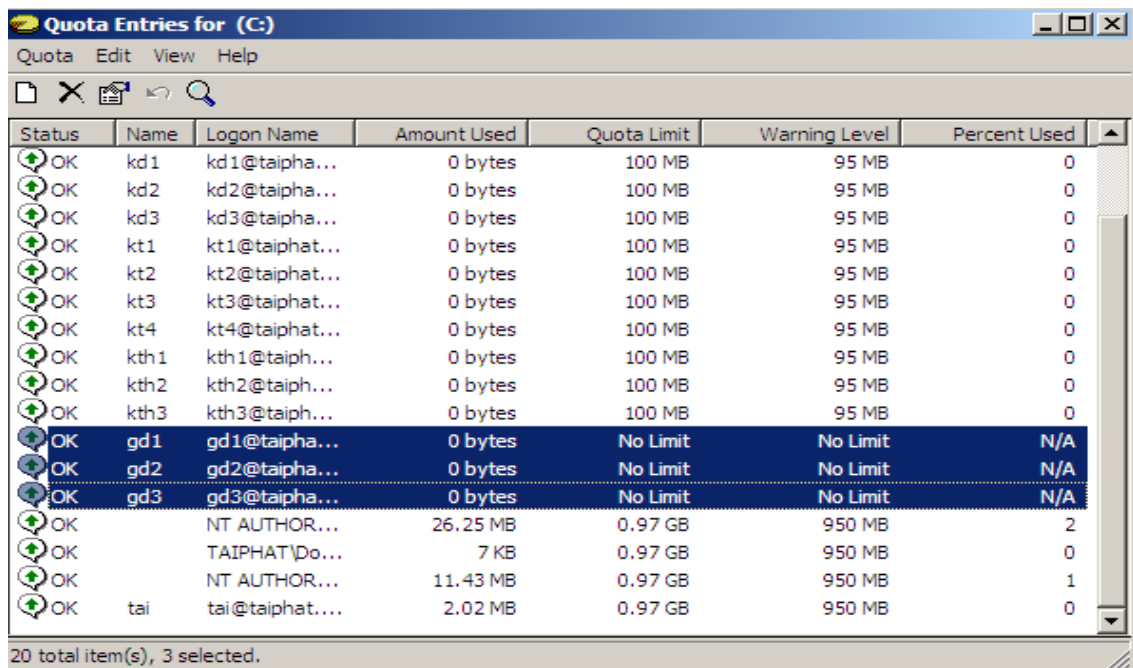 Quota Entries for (C:)
Quota Edit View Help
Status Name Logon Name Amount Used Quota Limit Warning Level Percent Used
OK kd1 kd1@taipha... 0 bytes 100 MB 95 MB 0
OK kd2 kd2@taipha... 0 bytes 100 MB 95 MB 0
OK kd3 kd3@taipha... 0 bytes 100 MB 95 MB 0
OK kt1 kt1@taiphat... 0 bytes 100 MB 95 MB 0
OK kt2 kt2@taiphat... 0 bytes 100 MB 95 MB 0
OK kt3 kt3@taiphat... 0 bytes 100 MB 95 MB 0
OK kt4 kt4@taiphat... 0 bytes 100 MB 95 MB 0
OK kth1 kth1@taiph... 0 bytes 100 MB 95 MB 0
OK kth2 kth2@taiph... 0 bytes 100 MB 95 MB 0
OK kth3 kth3@taiph... 0 bytes 100 MB 95 MB 0
OK gd1 gd1@taipha... 0 bytes No Limit No Limit N/A
OK gd2 gd2@taipha... 0 bytes No Limit No Limit N/A
OK gd3 gd3@taipha... 0 bytes No Limit No Limit N/A
OK NT AUTHOR... 26.25 MB 0.97 GB 950 MB 2
OK TAIPHAT\Do... 7 KB 0.97 GB 950 MB 0
OK NT AUTHOR... 11.43 MB 0.97 GB 950 MB 1
OK tai tai@taiphat.... 2.02 MB 0.97 GB 950 MB 0
20 total item(s), 3 selected.